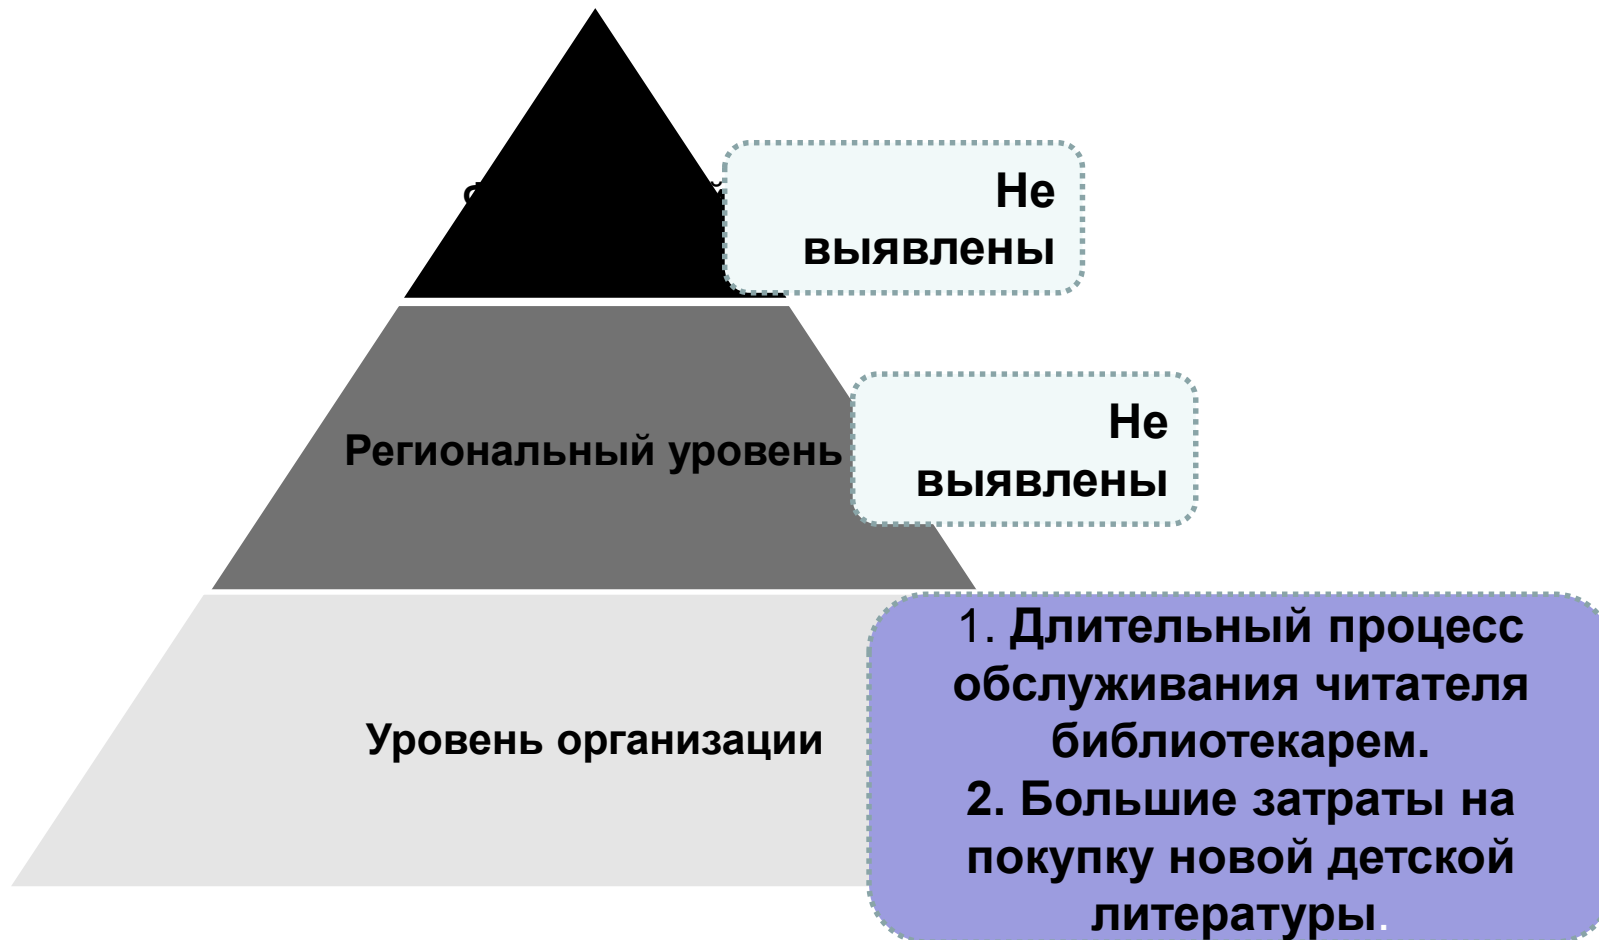 Не
выявлены
Не
выявлены
Региональный уровень
1. Длительный процесс
обслуживания читателя
библиотекарем.
2. Большие затраты на
покупку новой детской
литературы.
Уровень организации